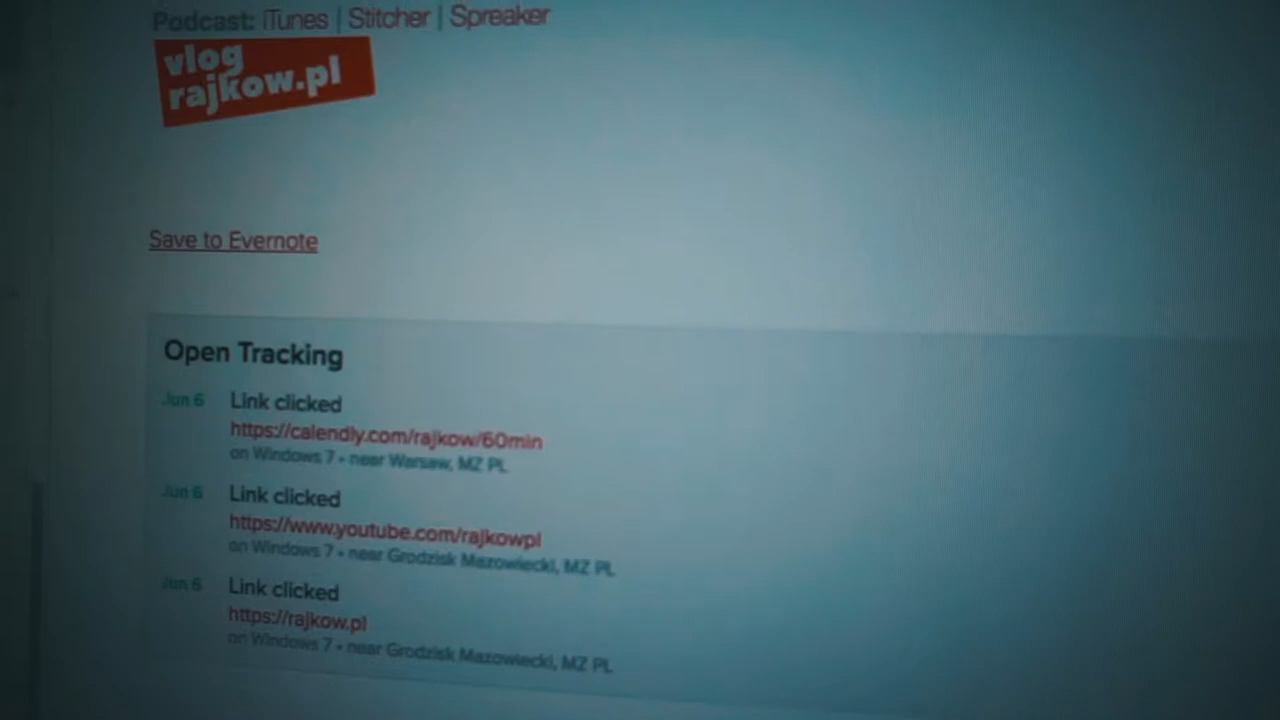 Podcast: iTunes | Stitcher | Spreaker
vlog
rajkow.pl
Save to Evernote
Open Tracking
Jun 6 Link clicked
https://calendly.com/rajkow/60min
on Windows 7 • near Warsaw, MZ PL
Jun 6 Link clicked
https://www.youtube.com/rajkowpl
on Windows 7 • near Grodzisk Mazowiecki, MZ PL
Jun 6 Link clicked
https://rajkow.pl
on Windows 7 • near Grodzisk Mazowiecki, MZ PL